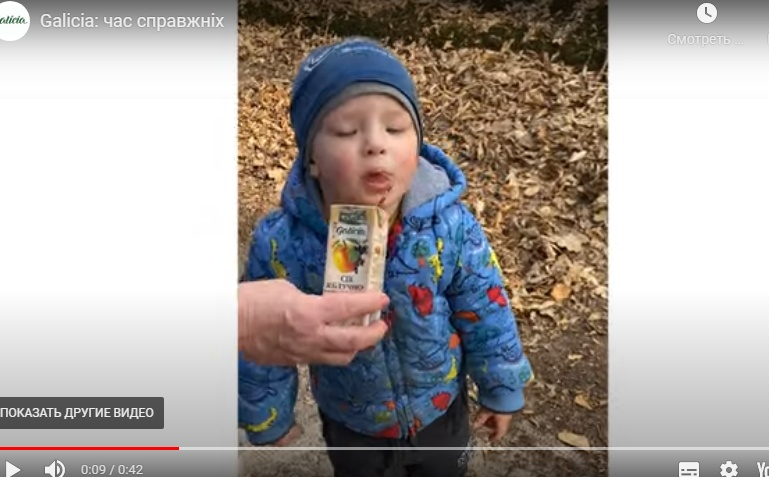 Galicia.
Galicia: час справжніх
Смотреть ...
Galicia
СІК
ПОКАЗАТЬ ДРУГИЕ ВИДЕО
0:09 / 0:42